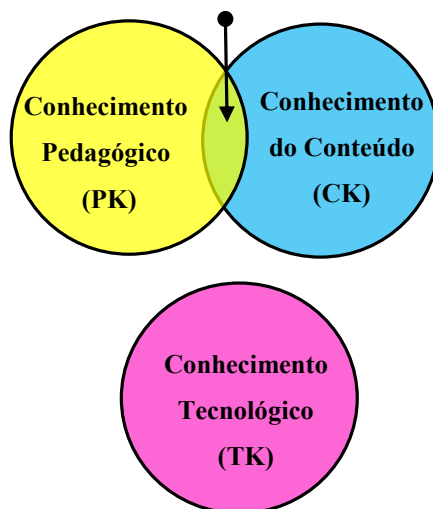 Conhecimento
Pedagógico
(PK)
Conhecimento
do Conteúdo
(CK)
Conhecimento
Tecnológico
(TK)